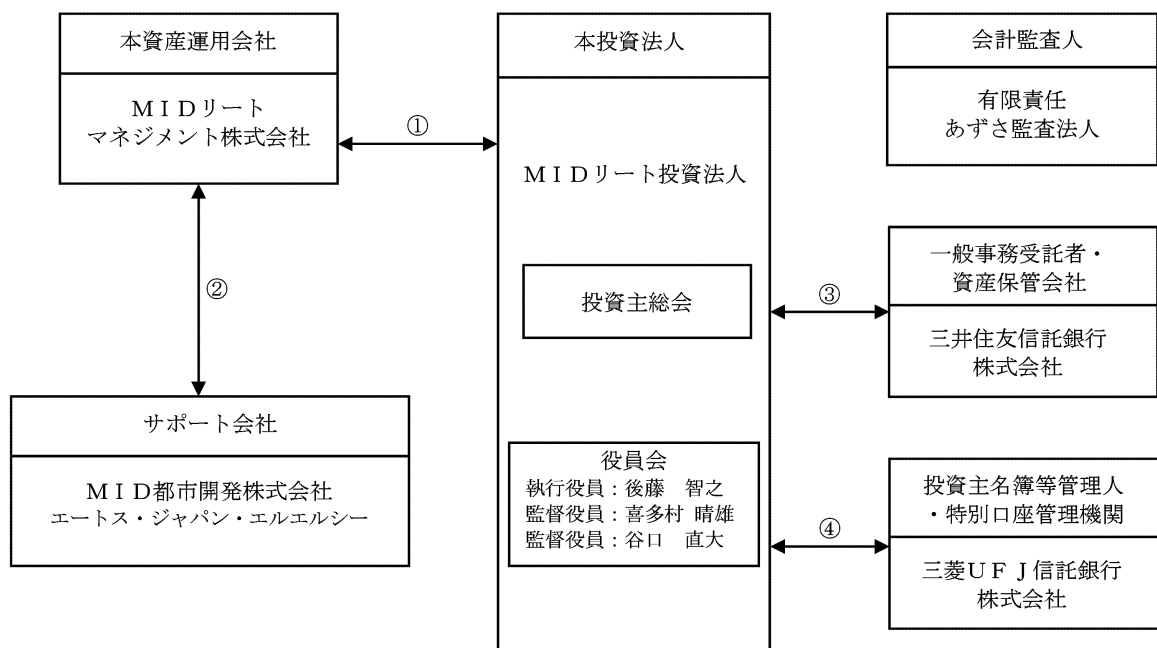 本資産運用会社
ＭＩＤリート
マネジメント株式会社
①
②
サポート会社
ＭＩＤ都市開発株式会社
エートス・ジャパン・エルエルシー
本投資法人
ＭＩＤリート投資法人
投資主総会
役員会
執行役員：後藤　智之
監督役員：喜多村 晴雄
監督役員：谷口　直大
会計監査人
有限責任
あずさ監査法人
③
一般事務受託者・
資産保管会社
三井住友信託銀行
株式会社
④
投資主名簿等管理人
・特別口座管理機関
三菱ＵＦＪ信託銀行
株式会社